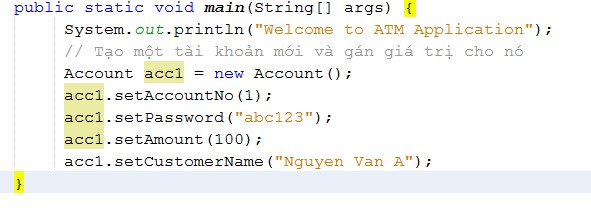 public static void main(String[] args) {
System.out.println("Welcome to ATM Application");
// Tạo một tài khoản mới và gán giá trị cho nó
Account acc1 = new Account();
acc1.setAccountNo(1);
acc1.setPassword("abc123");
acc1.setAmount(100);
acc1.setCustomerName("Nguyen Van A");
}